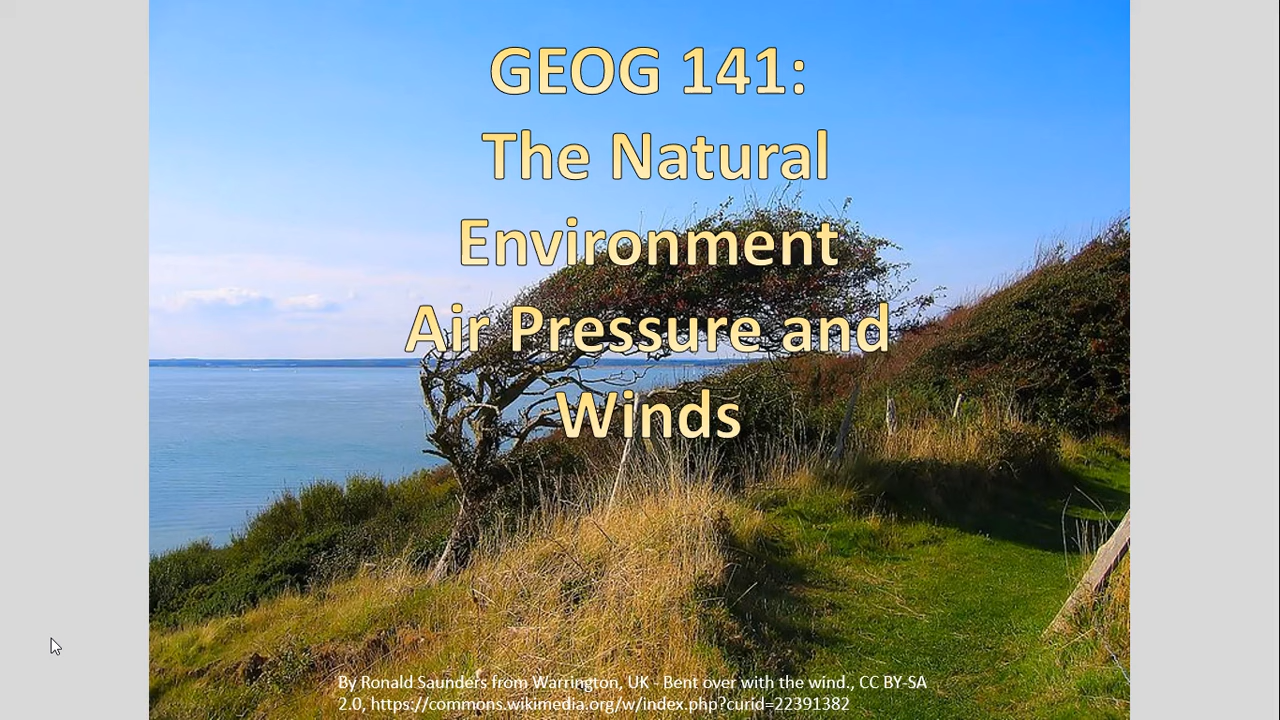 GEOG 141:
The Natural
Environment
Air Pressure and
Winds
By Ronald Saunders from Warrington, UK - Bent over with the wind., CC BY-SA
2.0, https://commons.wikimedia.org/w/index.php?curid=22391382